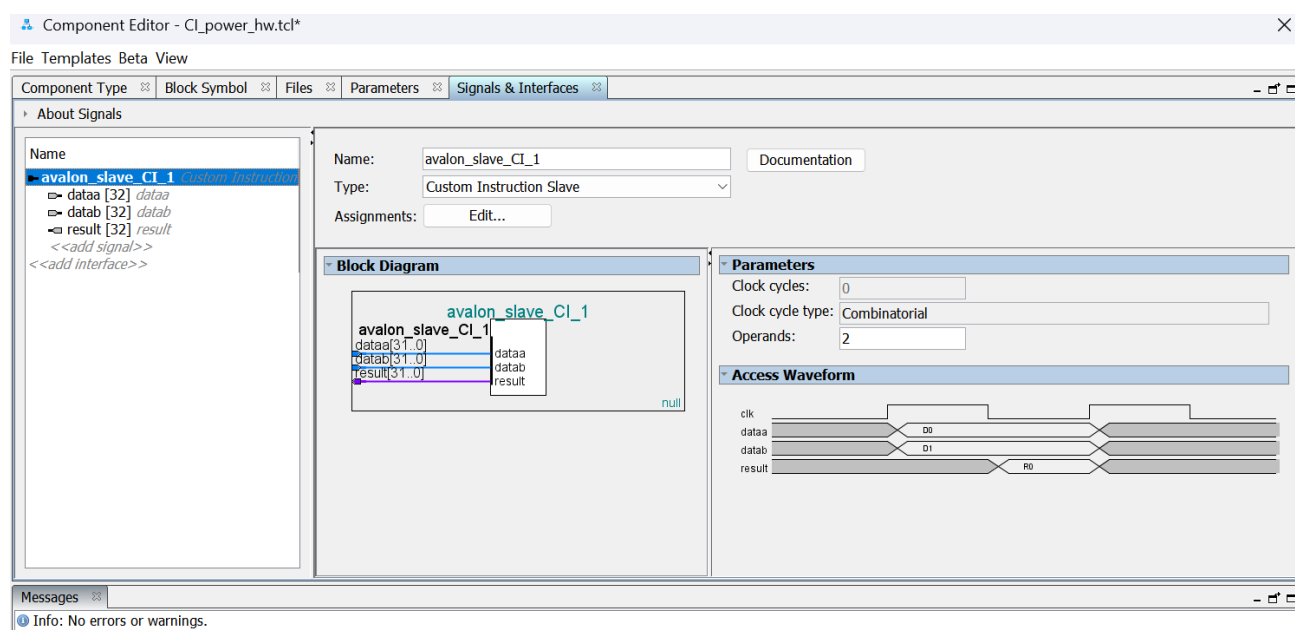 Component Editor - CI_power_hw.tcl*
File Templates Beta View
Component Type Block Symbol Files Parameters Signals & Interfaces
About Signals
Name
avalon_slave_CI_1 Custom Instruction
dataa [32] dataa
datab [32] datab
result [32] result
<<add signal>>
<<add interface>>
Name: avalon_slave_CI_1 Documentation
Type: Custom Instruction Slave
Assignments: Edit...
Block Diagram
avalon_slave_CI_1
avalon_slave_CI_1
dataa[31..0]
dataa
datab[31..0]
datab
result[31..0]
result
null
Parameters
Clock cycles: 0
Clock cycle type: Combinatorial
Operands: 2
Access Waveform
clk
dataa D0
datab D1
result R0
Messages
Info: No errors or warnings.